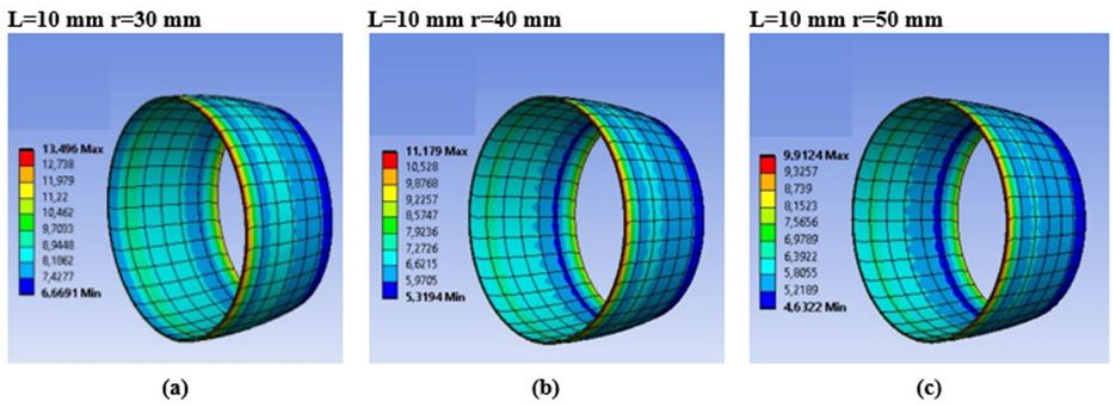 L=10 mm r=30 mm
L=10 mm r=40 mm
L=10 mm r=50 mm
13,496 Max
12,738
11,979
11,22
10,462
9,7033
8,9448
8,1862
7,4277
6,6691 Min
11,179 Max
10,528
9,8768
9,2257
8,5747
7,9236
7,2726
6,6215
5,9705
5,3194 Min
9,9124 Max
9,3257
8,739
8,1523
7,5656
6,9789
6,3922
5,8055
5,2189
4,6322 Min
(a)
(b)
(c)